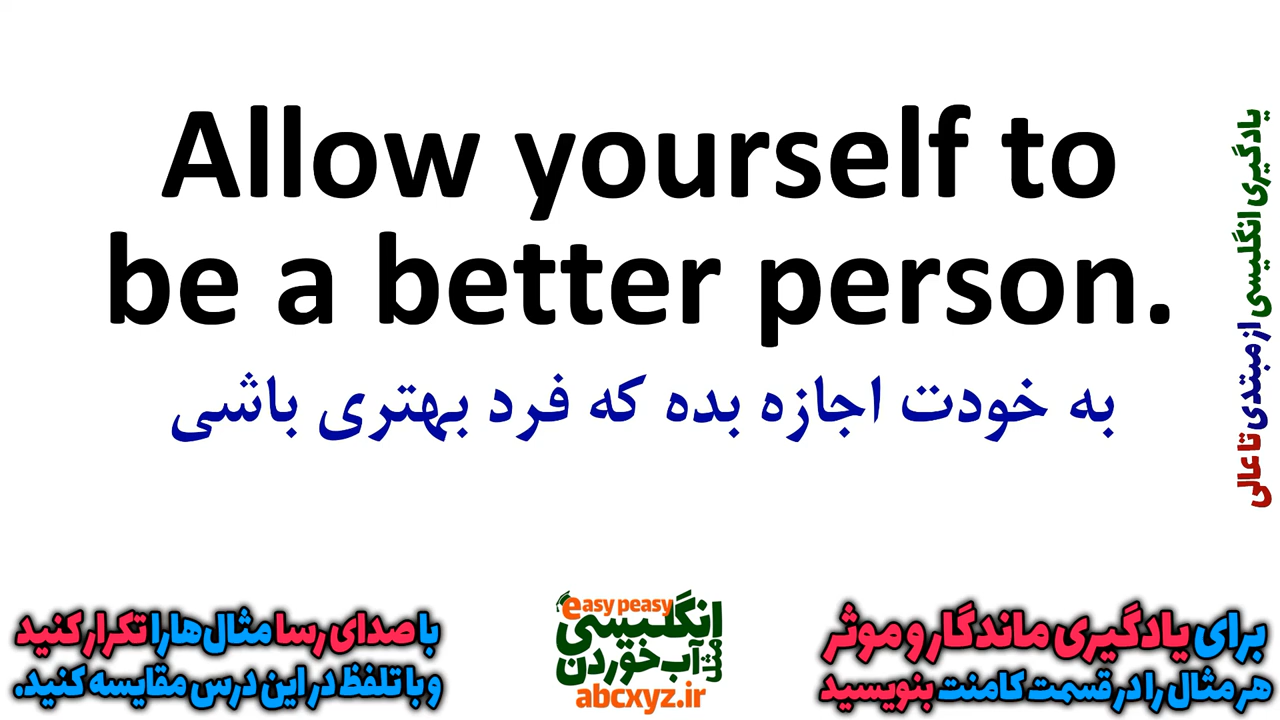 Allow yourself to
be a better person.
به خودت اجازه بده که فرد بهتری باشی
یادگیری انگلیسی از مبتدی تا عالی
برای یادگیری ماندگار و موثر
هر مثال را در قسمت کامنت بنویسید
easy peasy
انگلیسی
مثل آب خوردن
abcxyz.ir
با صدای رسا مثال‌ها را تکرار کنید
و با تلفظ در این درس مقایسه کنید.